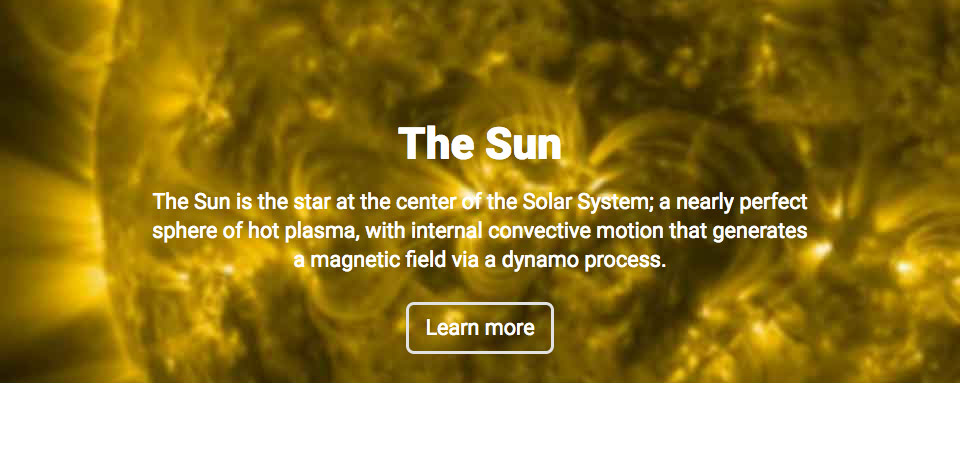 The Sun
The Sun is the star at the center of the Solar System; a nearly perfect
sphere of hot plasma, with internal convective motion that generates
a magnetic field via a dynamo process.
Learn more